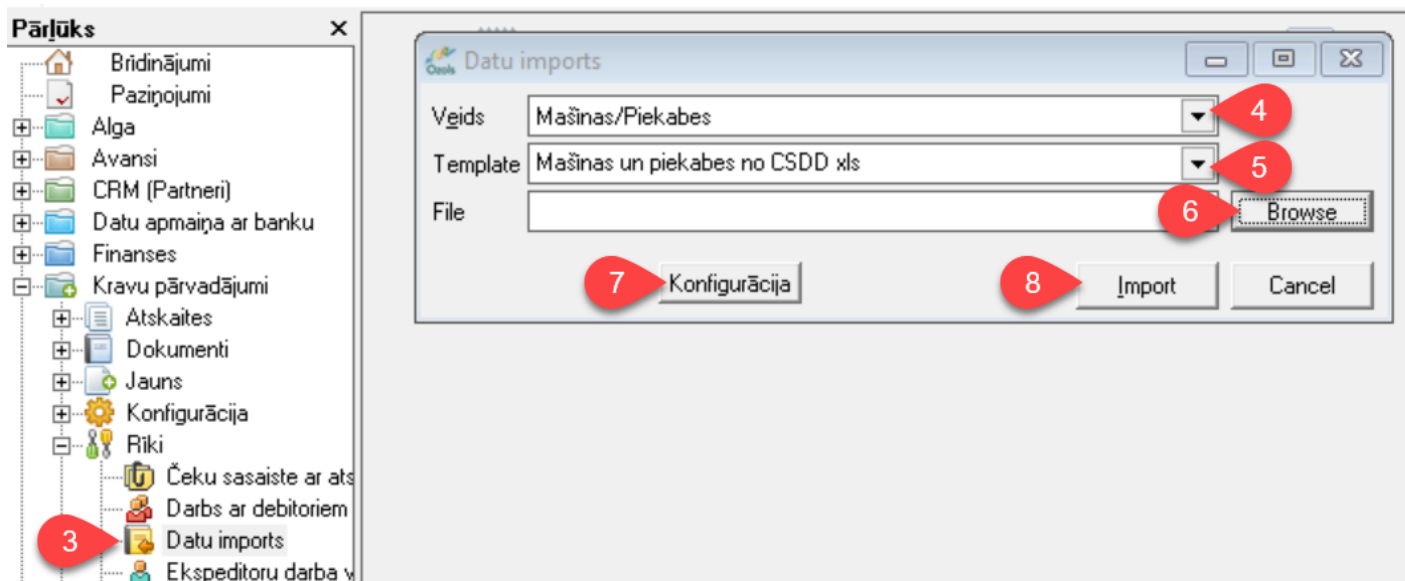 Pārlūks
Brīdinājumi
Paziņojumi
Alga
Avansi
CRM (Partneri)
Datu apmaiņa ar banku
Finanses
Kravu pārvadājumi
Atskaites
Dokumenti
Jauns
Konfigurācija
Rīki
Čeku sasaiste ar ats
Darbs ar debitoriem
3
Datu imports
Ekspeditoru darba v
Ozols
Datu imports
Veids
Mašīnas/Piekabes
4
Template
Mašīnas un piekabes no CSDD xls
5
File
6
Browse
7
Konfigurācija
8
Import
Cancel